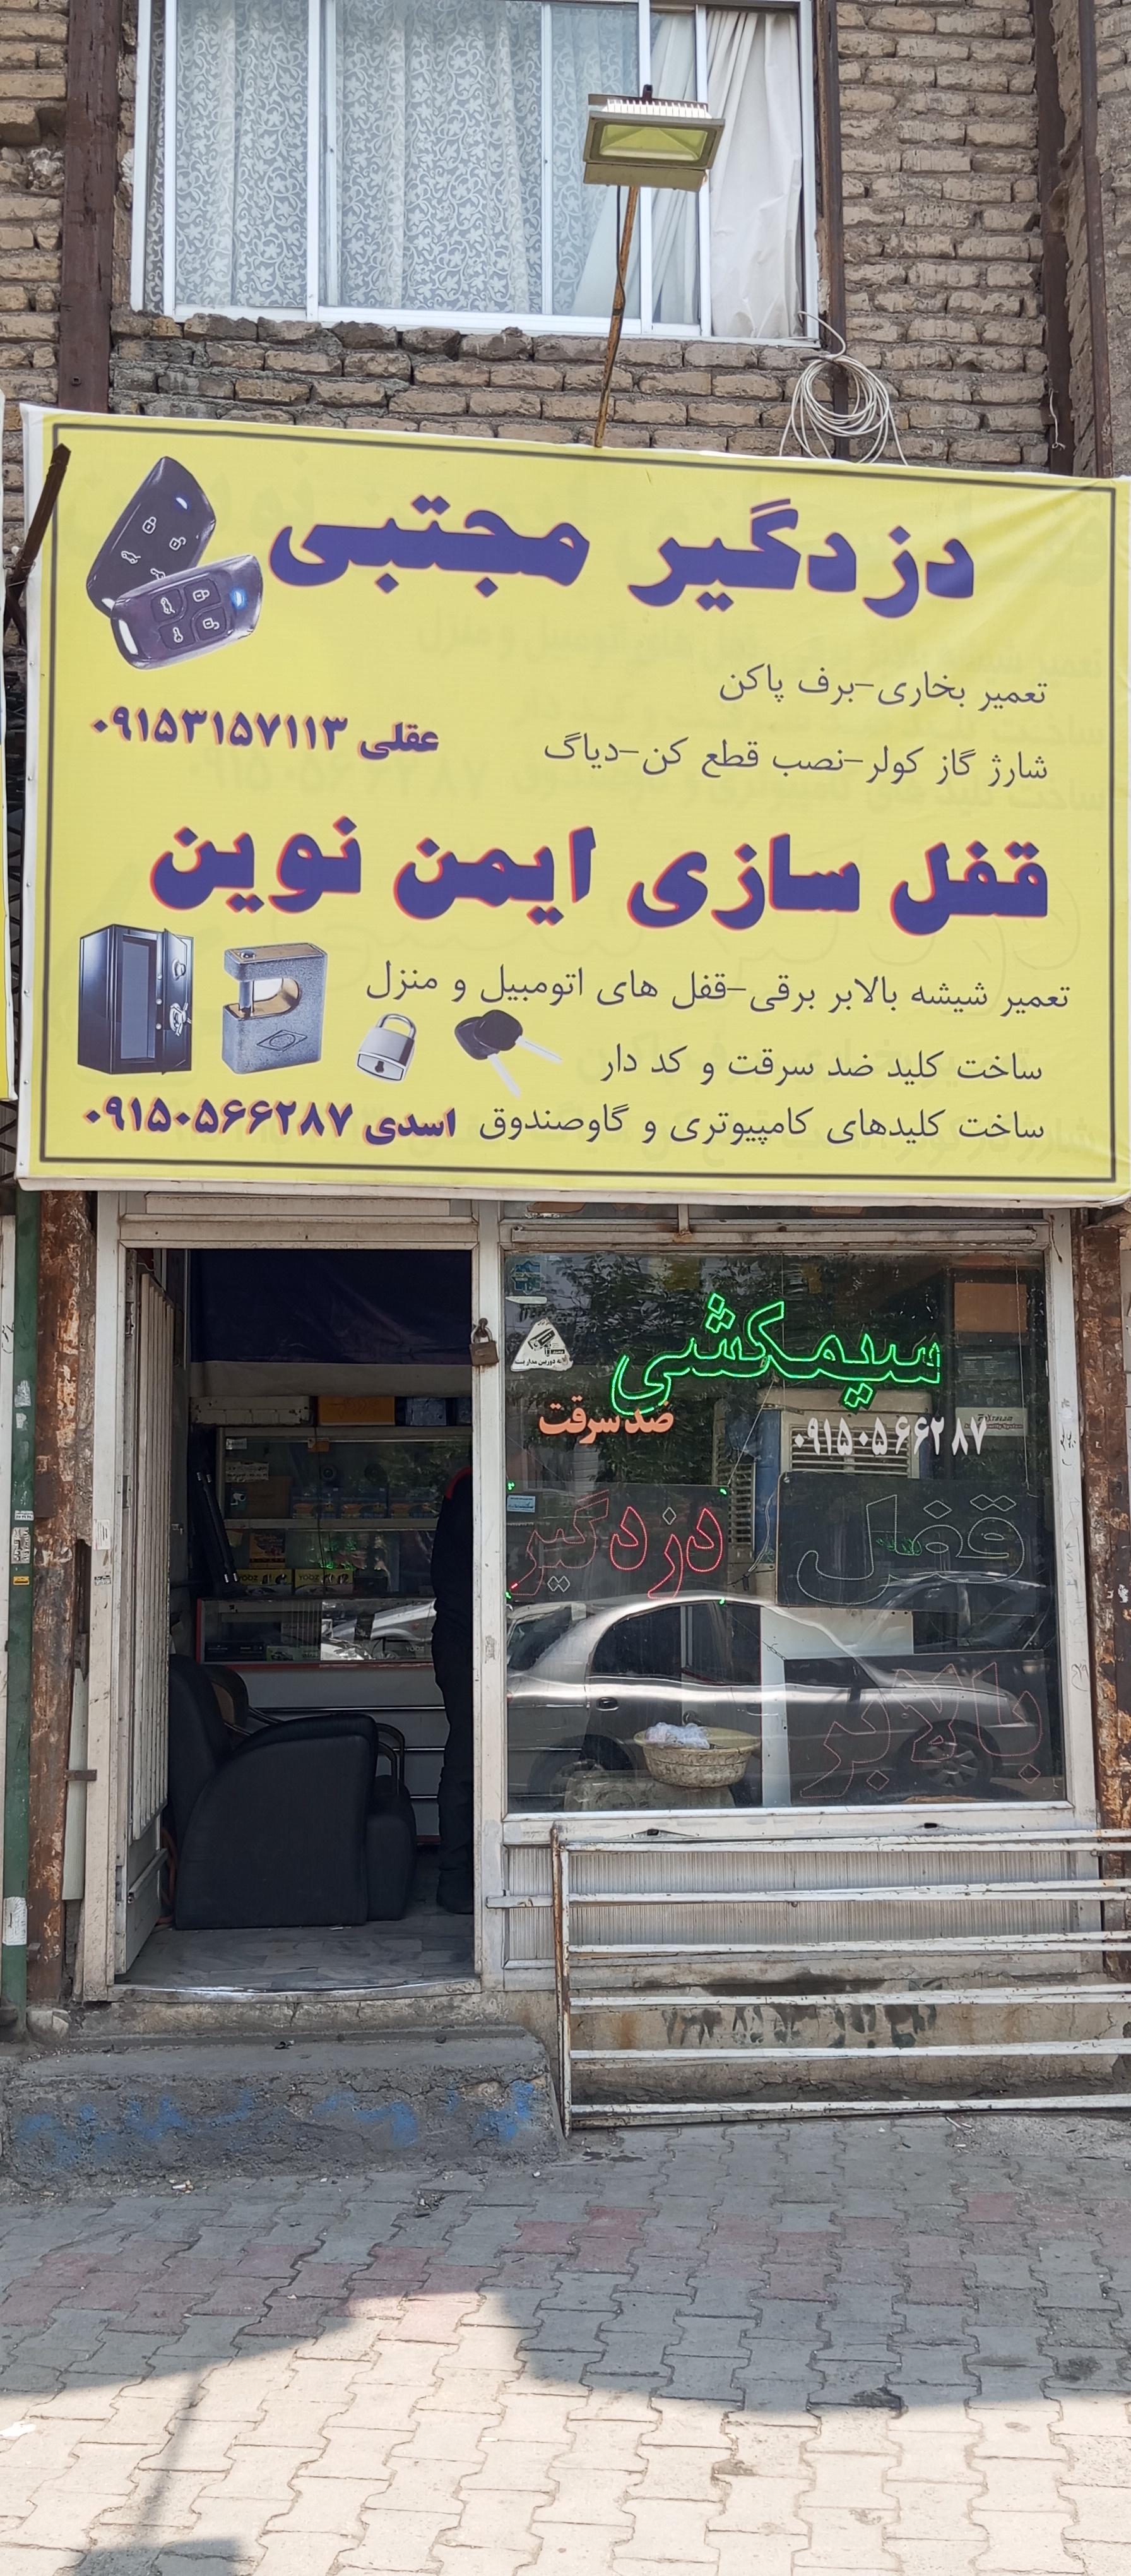 دزدگیر مجتبی
تعمیر بخاری-برف پاکن
شارژ گاز کولر-نصب قطع کن-دیاگ
عقلی ۰۹۱۵۳۱۵۷۱۱۳
قفل سازی ایمن نوین
تعمیر شیشه بالابر برقی-قفل های اتومبیل و منزل
ساخت کلید ضد سرقت و کد دار
ساخت کلیدهای کامپیوتری و گاوصندوق
اسدی ۰۹۱۵۰۵۶۶۲۸۷
سیمکشی
ضد سرقت
۰۹۱۵۰۵۶۶۲۸۷
قفل
دزدگیر
بالابر